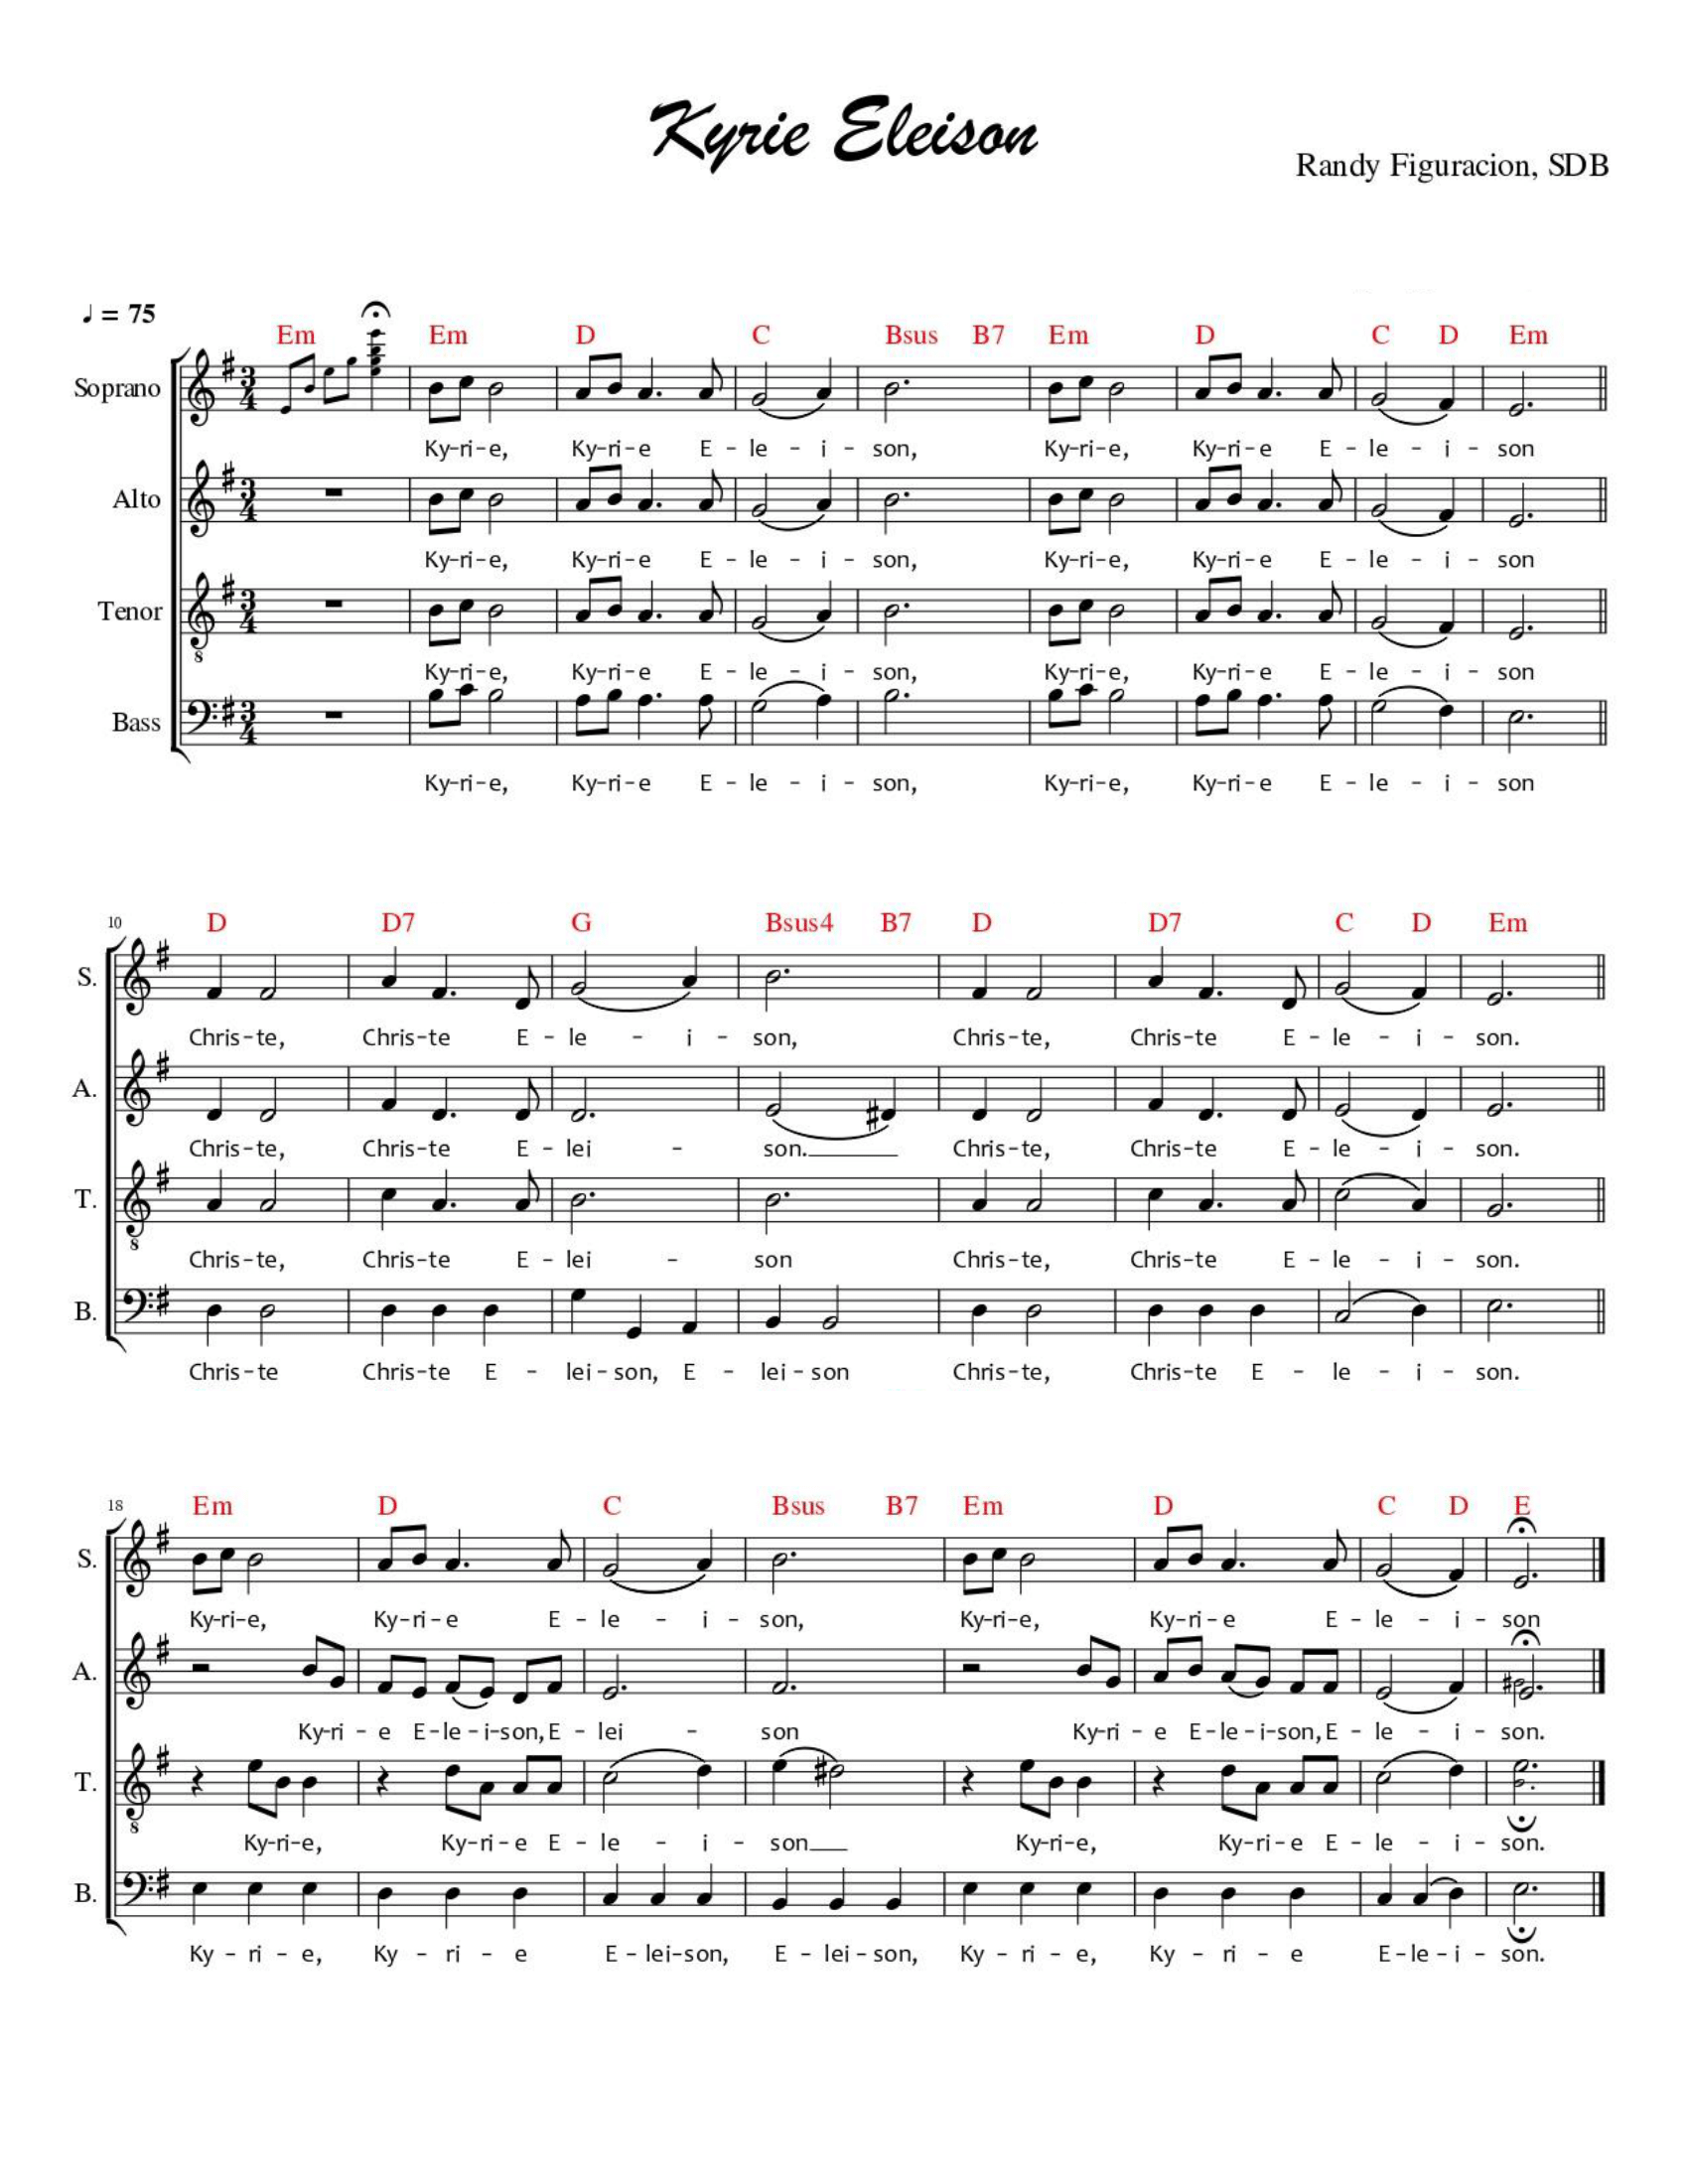 Kyrie Eleison
Randy Figuracion, SDB
♩ = 75
Em Em D C Bsus B7 Em D C D Em
Soprano
3 4
Ky-ri-e, Ky-ri-e E - le - i - son, Ky-ri-e, Ky-ri-e E - le - i - son
Alto
3 4
Ky-ri-e, Ky-ri-e E - le - i - son, Ky-ri-e, Ky-ri-e E - le - i - son
Tenor
3 4
8
Ky-ri-e, Ky-ri-e E - le - i - son, Ky-ri-e, Ky-ri-e E - le - i - son
Bass
3 4
Ky-ri-e, Ky-ri-e E - le - i - son, Ky-ri-e, Ky-ri-e E - le - i - son
10 D D7 G Bsus4 B7 D D7 C D Em
S.
Chris-te, Chris-te E - le - i - son, Chris-te, Chris-te E - le - i - son.
A.
Chris-te, Chris-te E - lei - son. Chris-te, Chris-te E - le - i - son.
T.
8
Chris-te, Chris-te E - lei - son Chris-te, Chris-te E - le - i - son.
B.
Chris-te Chris-te E - lei-son, E - lei-son Chris-te, Chris-te E - le - i - son.
18 Em D C Bsus B7 Em D C D E
S.
Ky-ri-e, Ky-ri-e E - le - i - son, Ky-ri-e, Ky-ri-e E - le - i - son
A.
Ky-ri - e E-le-i-son, E - lei - son Ky-ri - e E-le-i-son, E - le - i - son.
T.
8
Ky-ri-e, Ky-ri-e E - le - i - son Ky-ri-e, Ky-ri-e E - le - i - son.
B.
Ky - ri - e, Ky - ri - e E-lei-son, E - lei-son, Ky - ri - e, Ky - ri - e E-le-i - son.